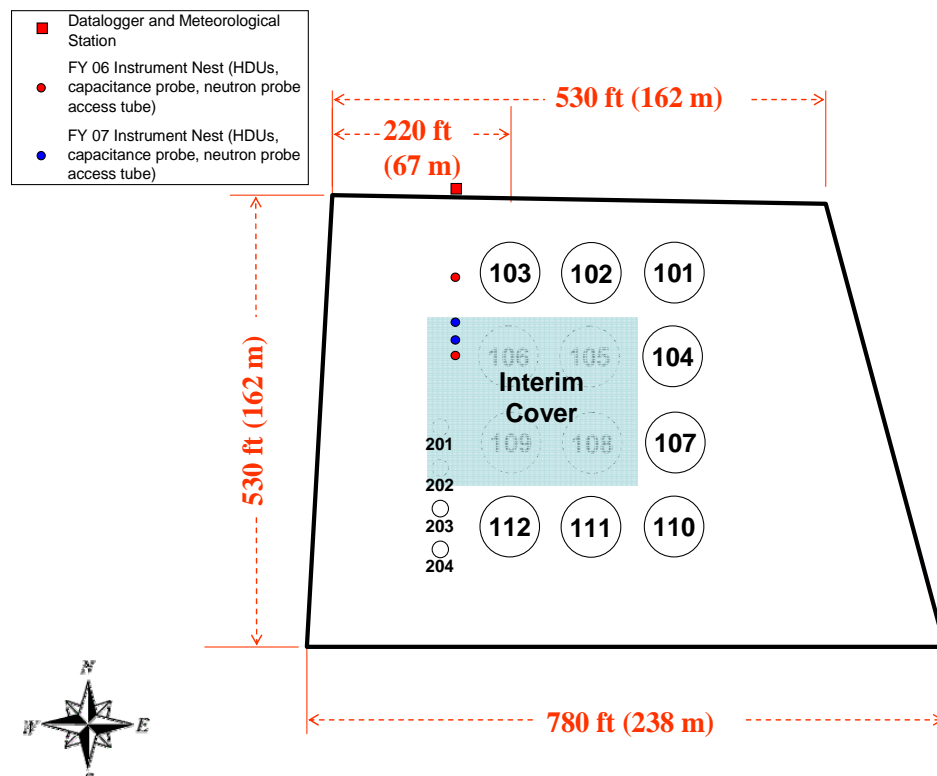 Datalogger and Meteorological
Station
FY 06 Instrument Nest (HDUs,
capacitance probe, neutron probe
access tube)
FY 07 Instrument Nest (HDUs,
capacitance probe, neutron probe
access tube)
530 ft (162 m)
220 ft
(67 m)
530 ft (162 m)
103
102
101
106
105
104
Interim
Cover
109
108
107
201
202
203
204
112
111
110
780 ft (238 m)
N
W
E
S